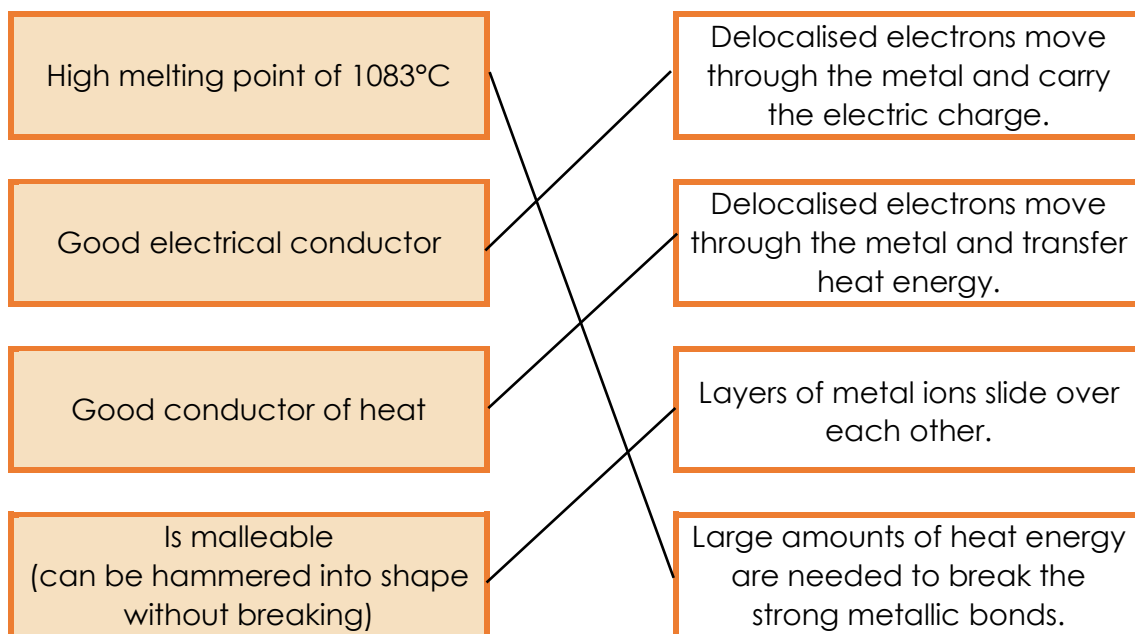 High melting point of 1083°C
Delocalised electrons move
through the metal and carry
the electric charge.
Good electrical conductor
Delocalised electrons move
through the metal and transfer
heat energy.
Good conductor of heat
Layers of metal ions slide over
each other.
Is malleable
(can be hammered into shape
without breaking)
Large amounts of heat energy
are needed to break the
strong metallic bonds.